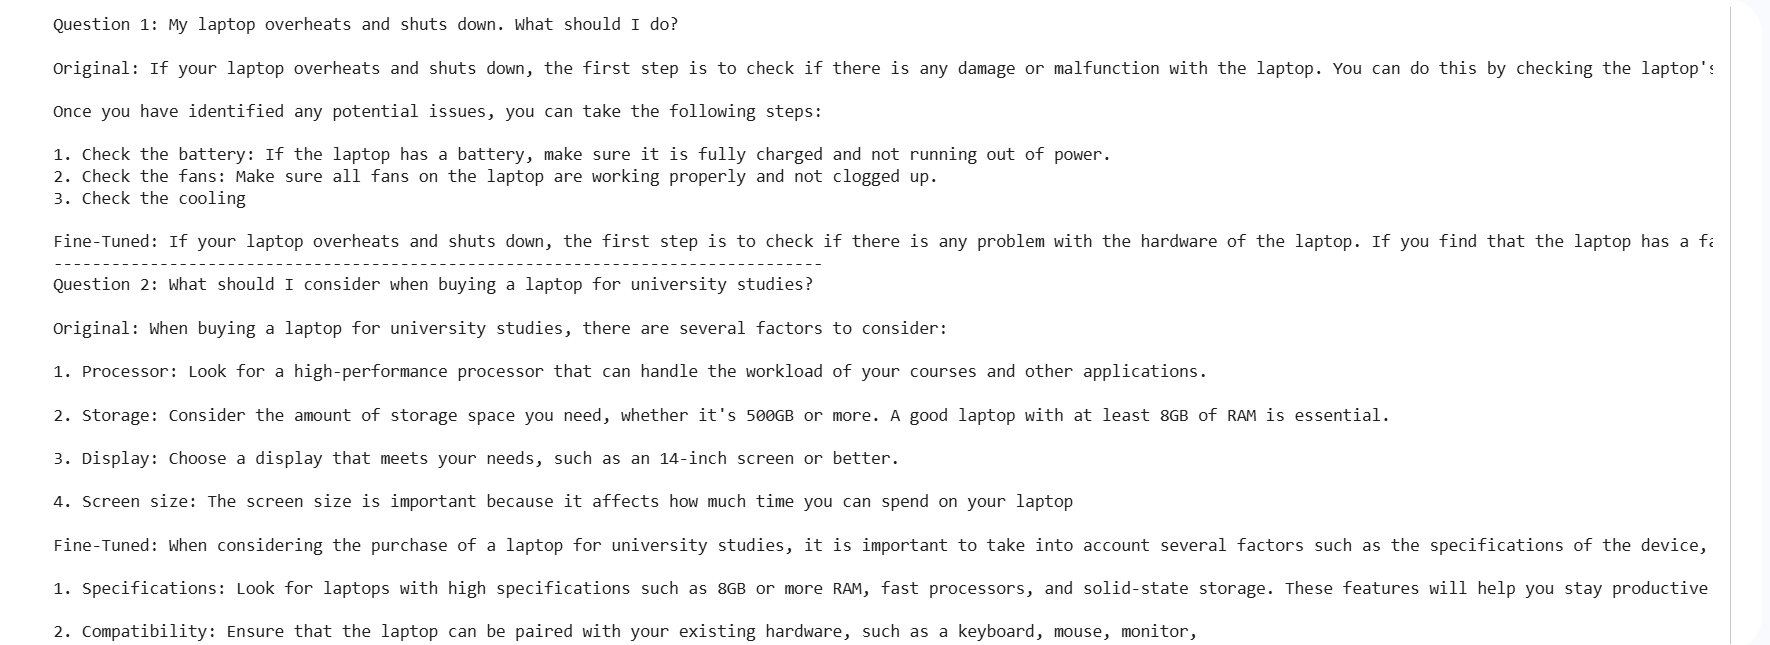 Question 1: My laptop overheats and shuts down. What should I do?
Original: If your laptop overheats and shuts down, the first step is to check if there is any damage or malfunction with the laptop. You can do this by checking the
Once you have identified any potential issues, you can take the following steps:
1. Check the battery: If the laptop has a battery, make sure it is fully charged and not running out of power.
2. Check the fans: Make sure all fans on the laptop are working properly and not clogged up.
3. Check the cooling
Fine-Tuned: If your laptop overheats and shuts down, the first step is to check if there is any problem with the hardware of the laptop. If you find that the laptop has a
--------------------------------------------------------------------------------
Question 2: What should I consider when buying a laptop for university studies?
Original: When buying a laptop for university studies, there are several factors to consider:
1. Processor: Look for a high-performance processor that can handle the workload of your courses and other applications.
2. Storage: Consider the amount of storage space you need, whether it's 500GB or more. A good laptop with at least 8GB of RAM is essential.
3. Display: Choose a display that meets your needs, such as an 14-inch screen or better.
4. Screen size: The screen size is important because it affects how much time you can spend on your laptop
Fine-Tuned: When considering the purchase of a laptop for university studies, it is important to take into account several factors such as the specifications of the device,
1. Specifications: Look for laptops with high specifications such as 8GB or more RAM, fast processors, and solid-state storage. These features will help you stay productive
2. Compatibility: Ensure that the laptop can be paired with your existing hardware, such as a keyboard, mouse, monitor,